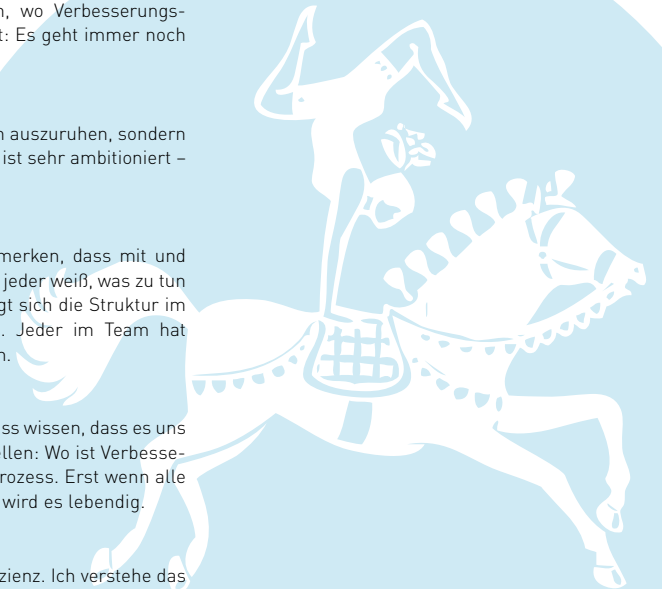 n, wo Verbesserungs-
t: Es geht immer noch
n auszuruhen, sondern
ist sehr ambitioniert –
merken, dass mit und
jeder weiß, was zu tun
gt sich die Struktur im
. Jeder im Team hat
n.
ss wissen, dass es uns
llen: Wo ist Verbesse-
rozess. Erst wenn alle
wird es lebendig.
zienz. Ich verstehe das